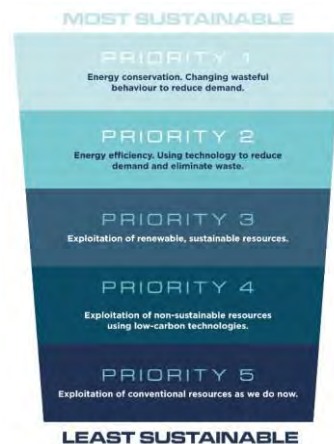 MOST SUSTAINABLE
PRIORITY 1
Energy conservation. Changing wasteful
behaviour to reduce demand.
PRIORITY 2
Energy efficiency. Using technology to reduce
demand and eliminate waste.
PRIORITY 3
Exploitation of renewable, sustainable resources.
PRIORITY 4
Exploitation of non-sustainable resources
using low-carbon technologies.
PRIORITY 5
Exploitation of conventional resources as we do now.
LEAST SUSTAINABLE